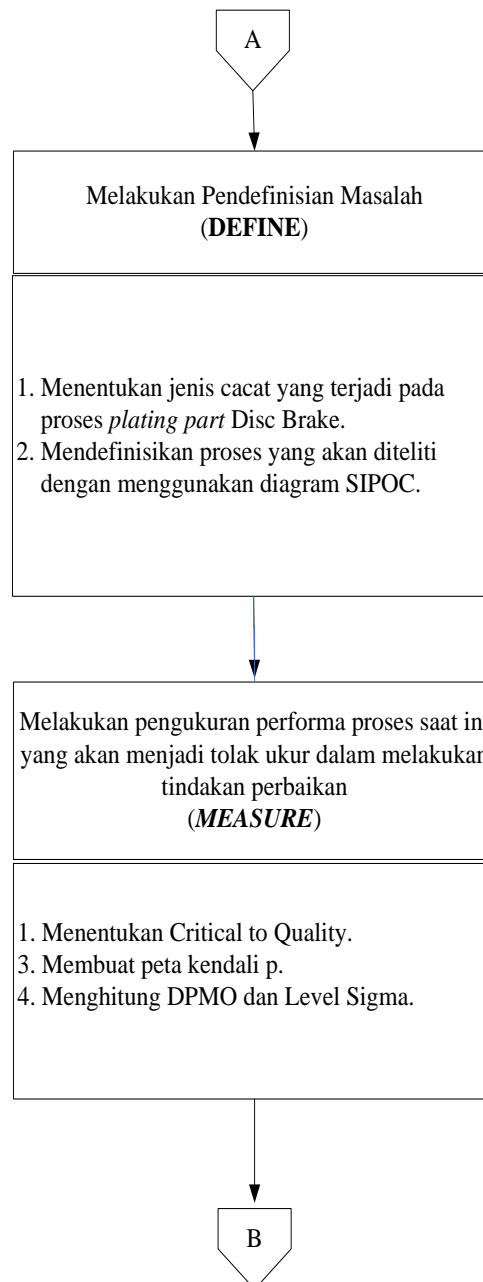 A
Melakukan Pendefinisian Masalah
(DEFINE)
1. Menentukan jenis cacat yang terjadi pada
proses plating part Disc Brake.
2. Mendefinisikan proses yang akan diteliti
dengan menggunakan diagram SIPOC.
Melakukan pengukuran performa proses saat in
yang akan menjadi tolak ukur dalam melakukan
tindakan perbaikan
(MEASURE)
1. Menentukan Critical to Quality.
3. Membuat peta kendali p.
4. Menghitung DPMO dan Level Sigma.
B